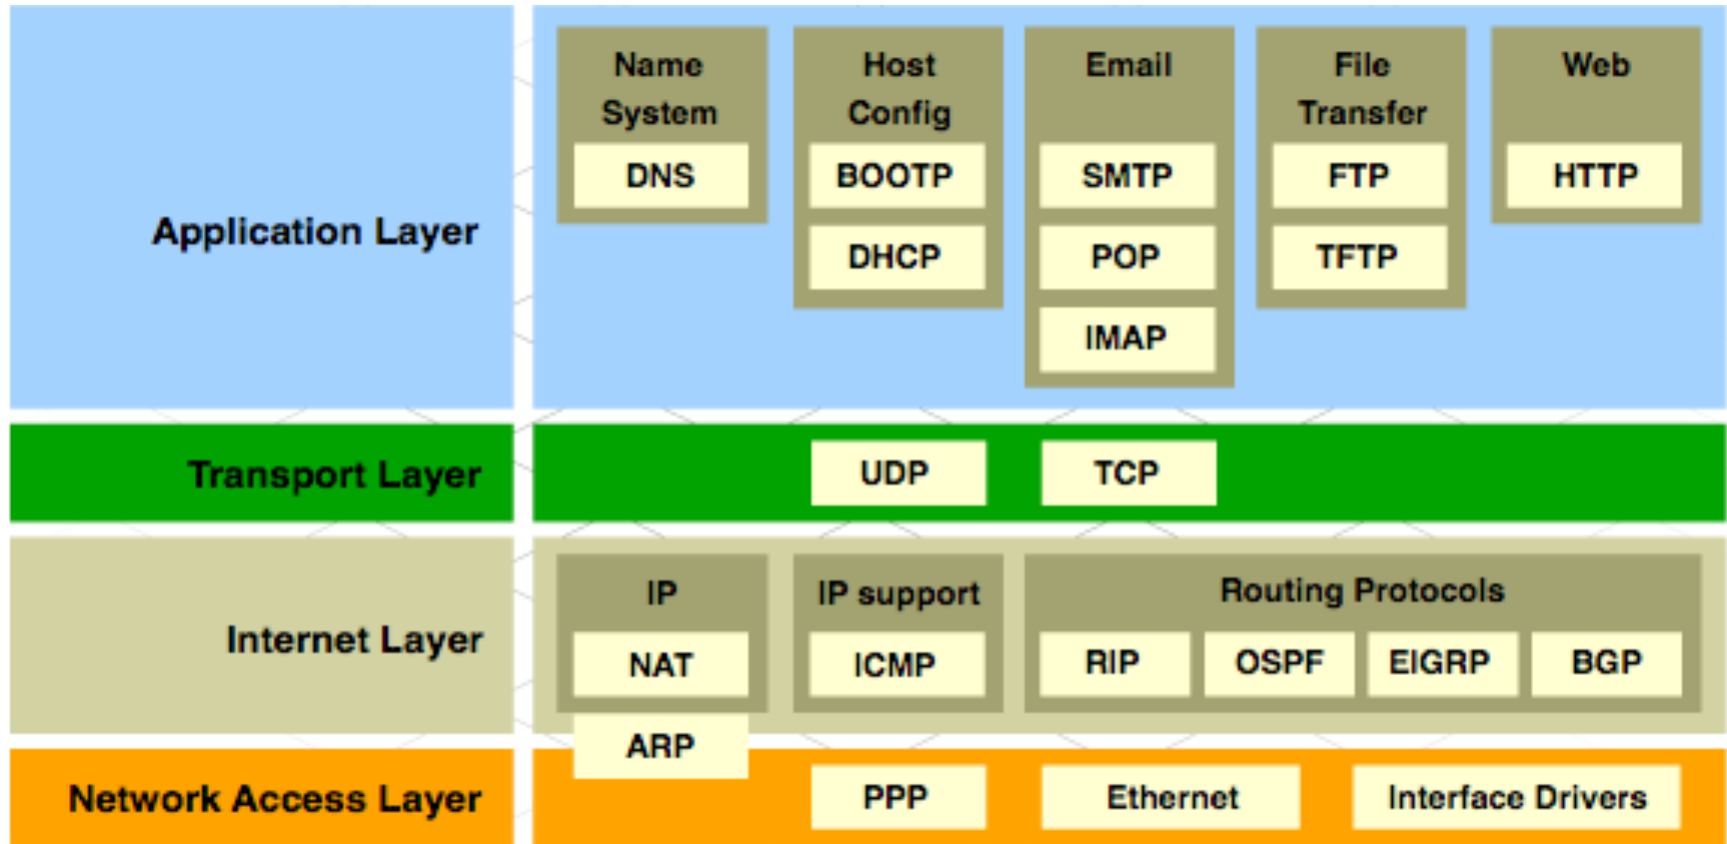 Application Layer
Name
System
DNS
Host
Config
BOOTP
DHCP
Email
SMTP
POP
IMAP
File
Transfer
FTP
TFTP
Web
HTTP
Transport Layer
UDP
TCP
Internet Layer
IP
NAT
ARP
IP support
ICMP
Routing Protocols
RIP
OSPF
EIGRP
BGP
Network Access Layer
PPP
Ethernet
Interface Drivers